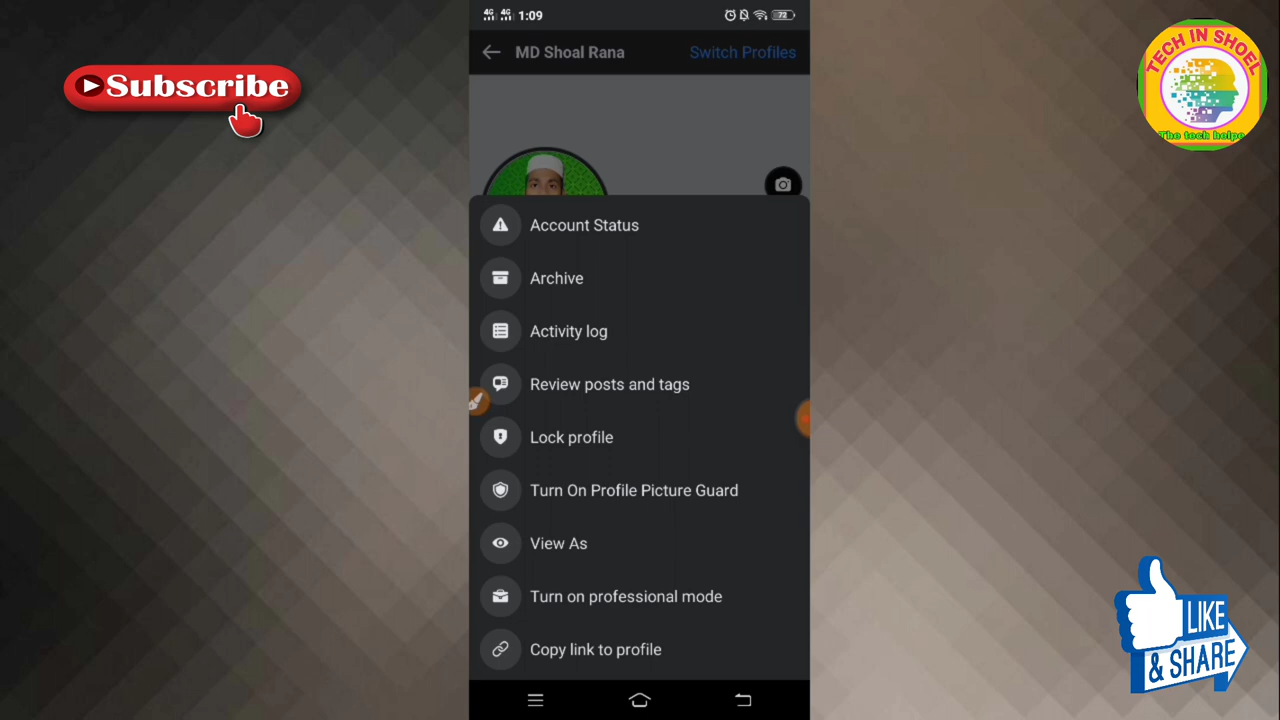 4G 4G 1:09
72
MD Shoal Rana
Switch Profiles
Subscribe
TECH IN SHOEL
The tech helpe
Account Status
Archive
Activity log
Review posts and tags
Lock profile
Turn On Profile Picture Guard
View As
Turn on professional mode
Copy link to profile
LIKE
& SHARE